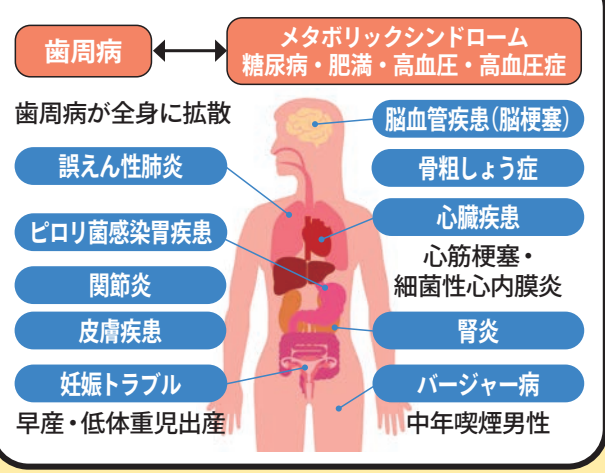 歯周病
メタボリックシンドローム
糖尿病・肥満・高血圧・高血圧症
歯周病が全身に拡散
脳血管疾患(脳梗塞)
誤えん性肺炎
骨粗しょう症
ピロリ菌感染胃疾患
心臓疾患
心筋梗塞・
細菌性心内膜炎
関節炎
皮膚疾患
腎炎
妊娠トラブル
早産・低体重児出産
バージャー病
中年喫煙男性